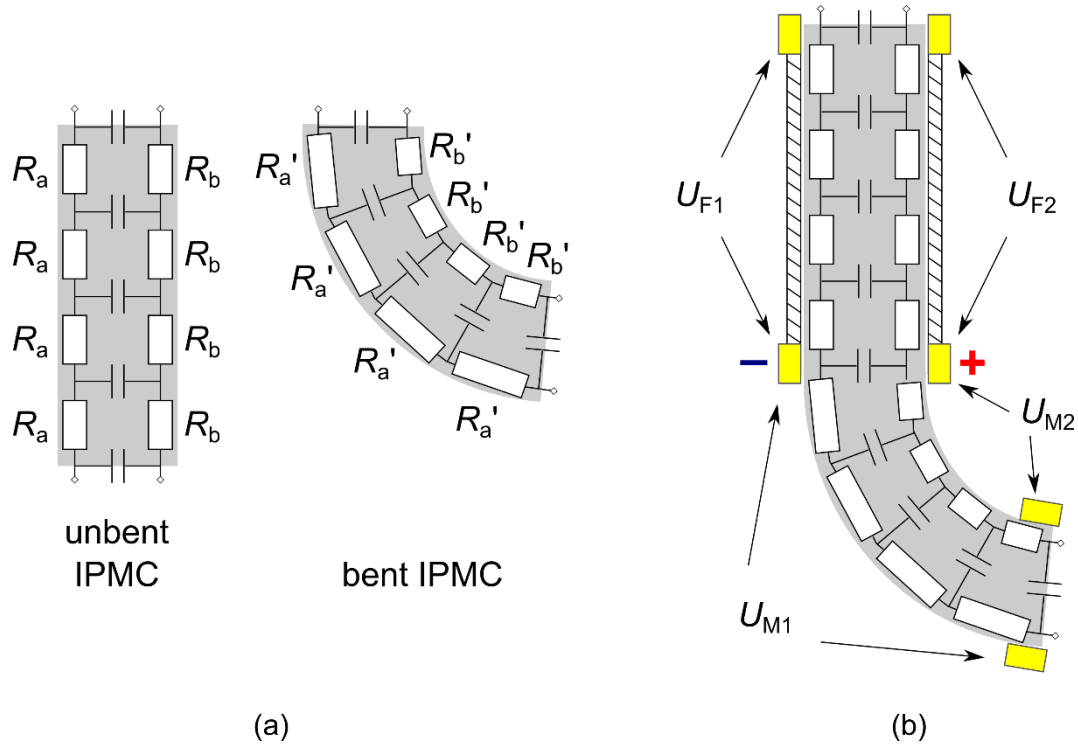 Ra
Rb
Ra
Rb
Ra
Rb
Ra
Rb
unbent
IPMC
Ra'
Rb'
Rb'
Rb'
Rb'
Ra'
Ra'
Ra'
bent IPMC
(a)
UF1
UF2
−
+
UM2
UM1
(b)